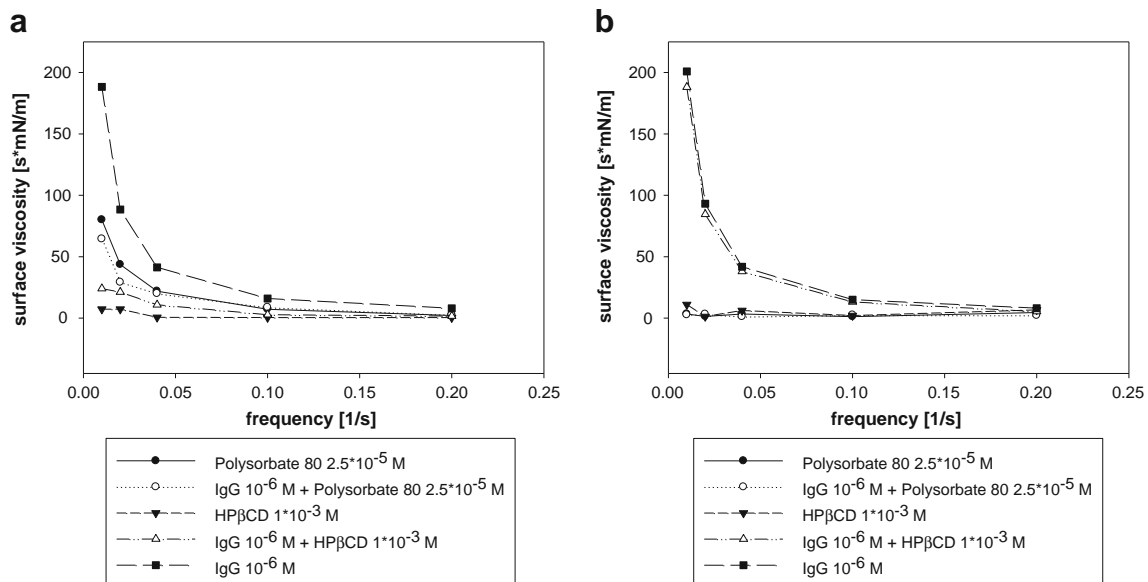 a
surface viscosity [s*mN/m]
200
150
100
50
0
0.00 0.05 0.10 0.15 0.20 0.25
frequency [1/s]
Polysorbate 80 2.5*10⁻⁵ M
IgG 10⁻⁶ M + Polysorbate 80 2.5*10⁻⁵ M
HPβCD 1*10⁻³ M
IgG 10⁻⁶ M + HPβCD 1*10⁻³ M
IgG 10⁻⁶ M
b
surface viscosity [s*mN/m]
200
150
100
50
0
0.00 0.05 0.10 0.15 0.20 0.25
frequency [1/s]
Polysorbate 80 2.5*10⁻⁵ M
IgG 10⁻⁶ M + Polysorbate 80 2.5*10⁻⁵ M
HPβCD 1*10⁻³ M
IgG 10⁻⁶ M + HPβCD 1*10⁻³ M
IgG 10⁻⁶ M